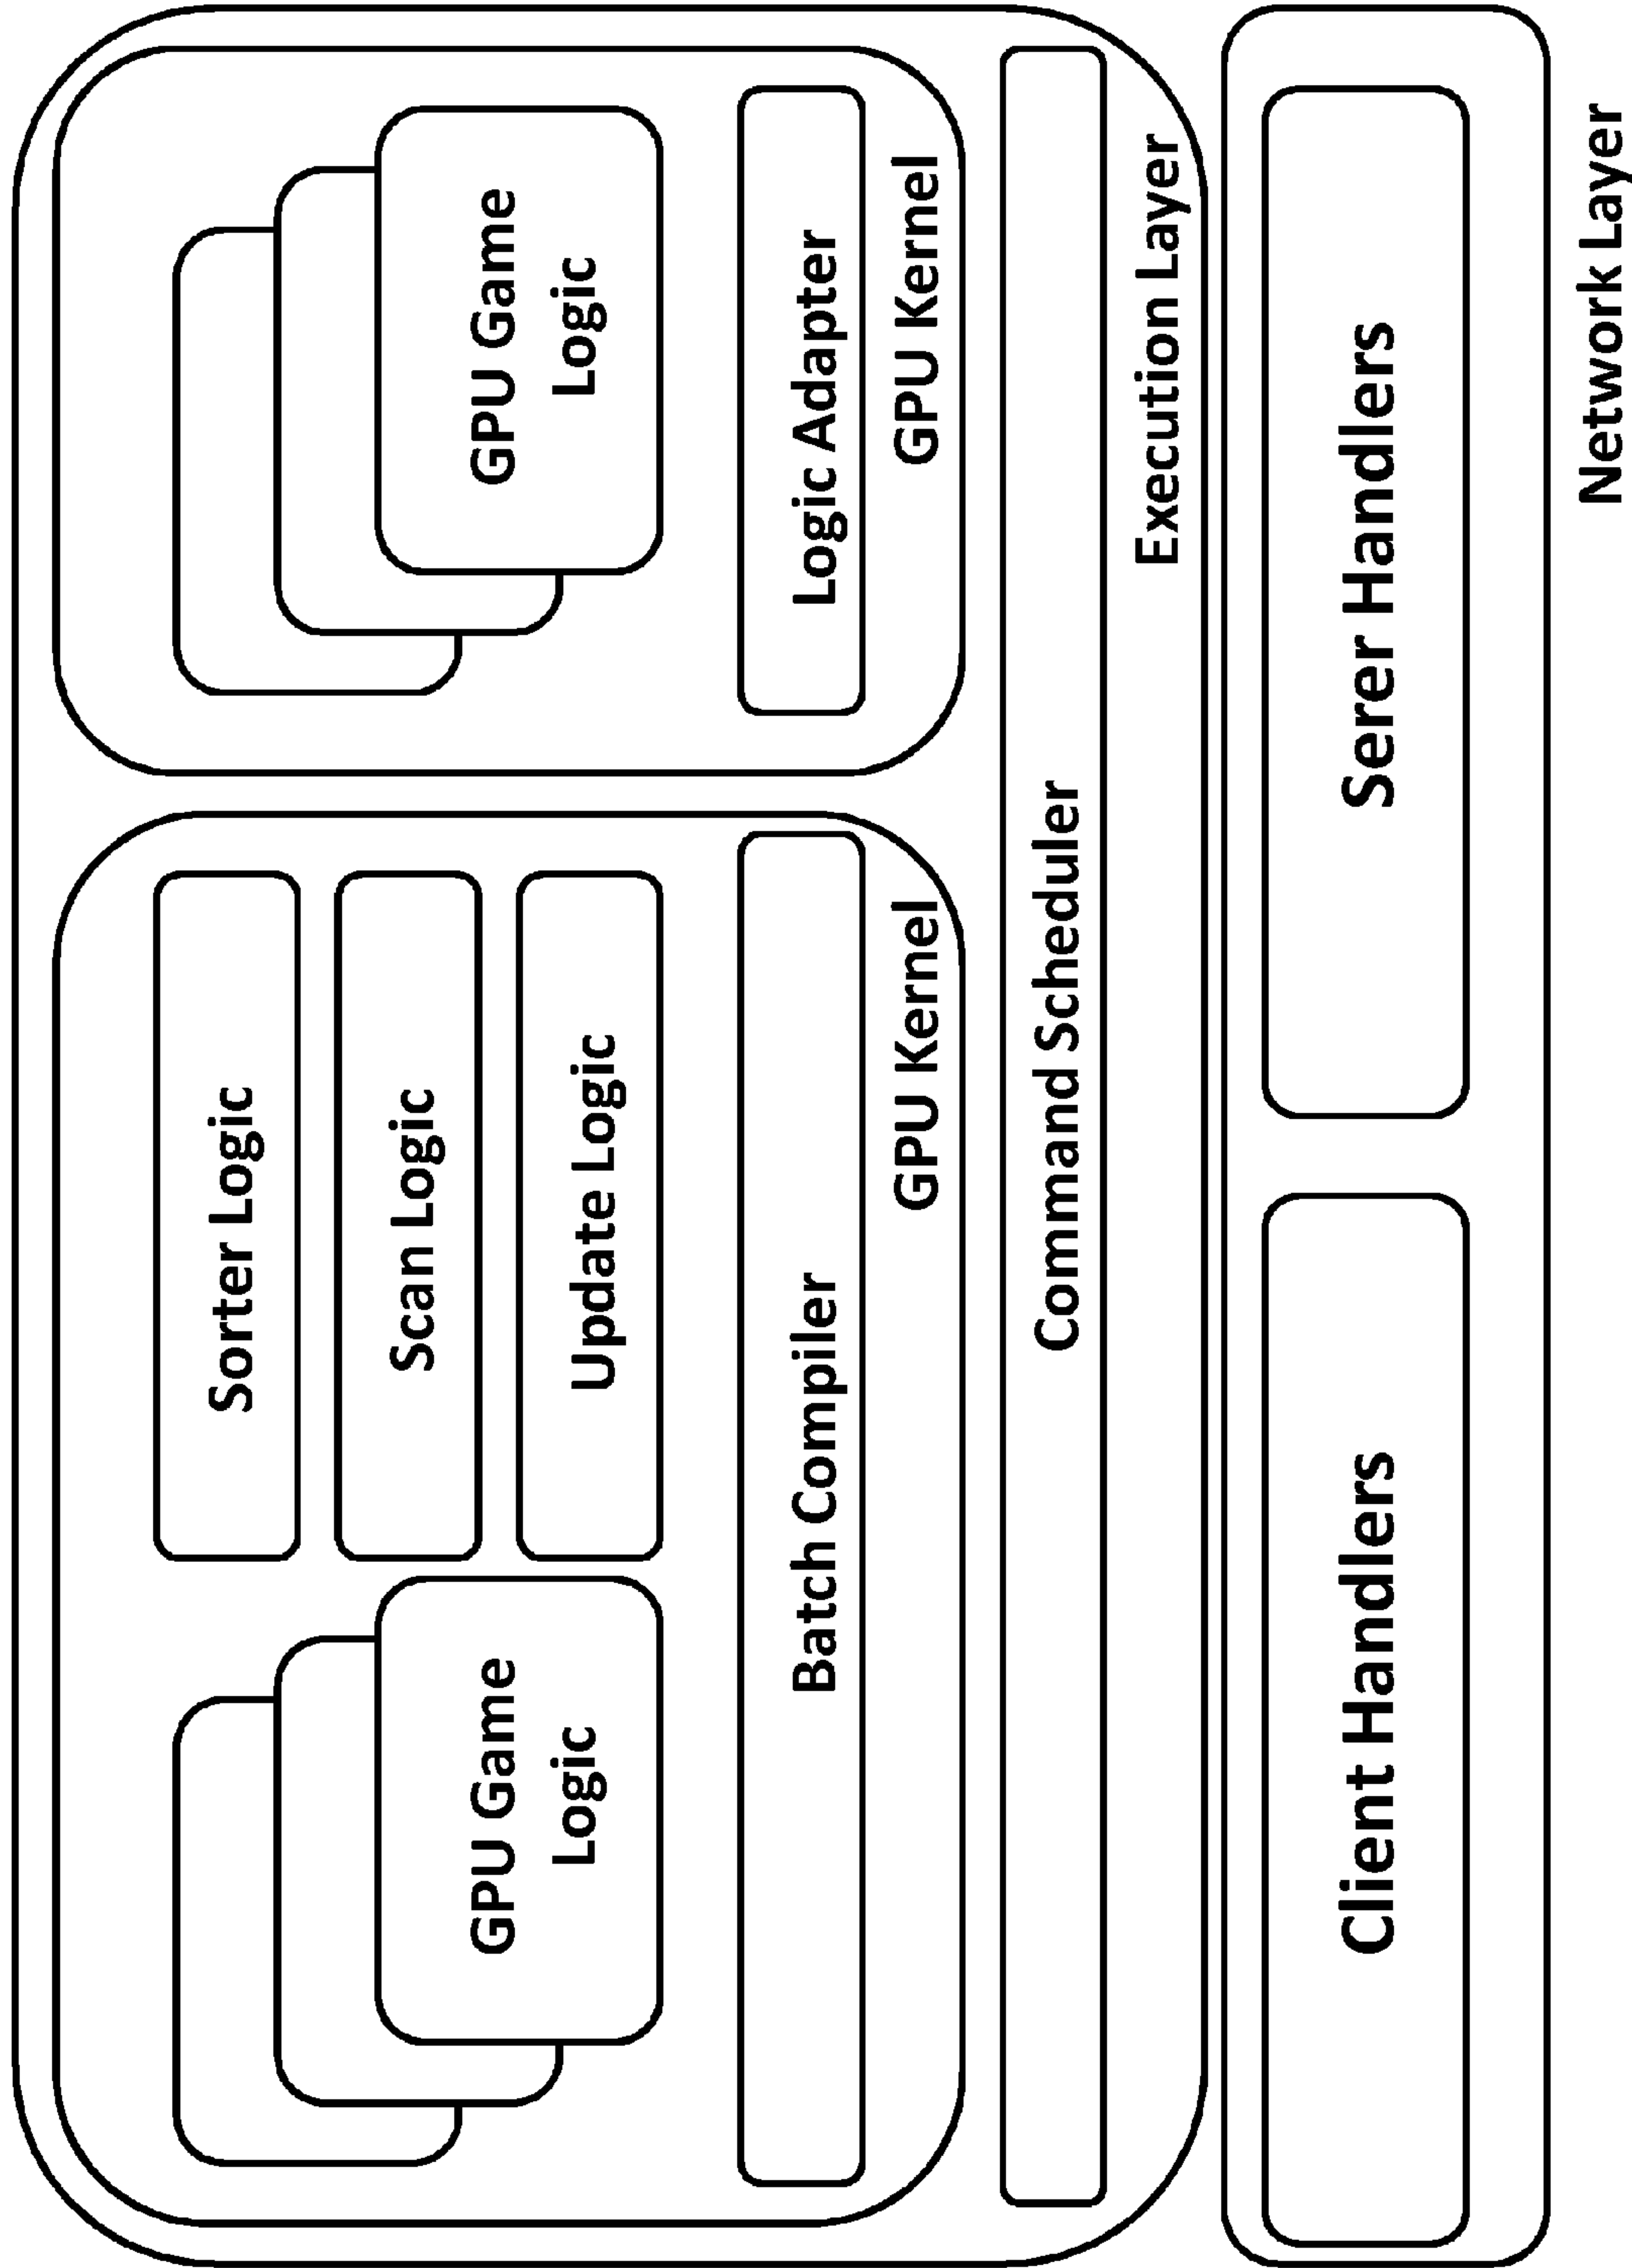 Sorter Logic
Scan Logic
GPU Game
Logic
Update Logic
GPU Game
Logic
Batch Compiler
Logic Adapter
GPU Kernel
GPU Kernel
Command Scheduler
Execution Layer
Client Handlers
Serer Handlers
Network Layer